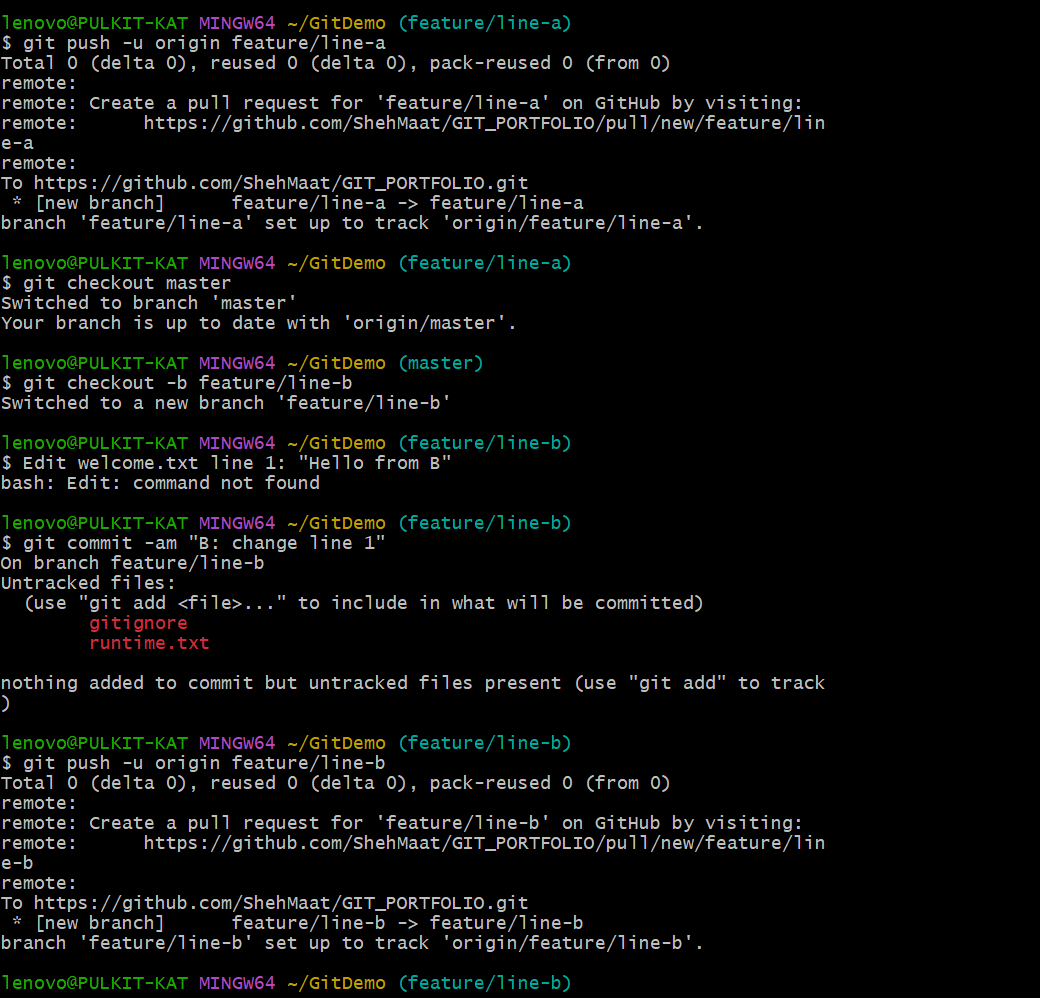 lenovo@PULKIT-KAT MINGW64 ~/GitDemo (feature/line-a)
$ git push -u origin feature/line-a
Total 0 (delta 0), reused 0 (delta 0), pack-reused 0 (from 0)
remote:
remote: Create a pull request for 'feature/line-a' on GitHub by visiting:
remote:      https://github.com/ShehMaat/GIT_PORTFOLIO/pull/new/feature/lin
e-a
remote:
To https://github.com/ShehMaat/GIT_PORTFOLIO.git
 * [new branch]      feature/line-a -> feature/line-a
branch 'feature/line-a' set up to track 'origin/feature/line-a'.
lenovo@PULKIT-KAT MINGW64 ~/GitDemo (feature/line-a)
$ git checkout master
Switched to branch 'master'
Your branch is up to date with 'origin/master'.
lenovo@PULKIT-KAT MINGW64 ~/GitDemo (master)
$ git checkout -b feature/line-b
Switched to a new branch 'feature/line-b'
lenovo@PULKIT-KAT MINGW64 ~/GitDemo (feature/line-b)
$ Edit welcome.txt line 1: "Hello from B"
bash: Edit: command not found
lenovo@PULKIT-KAT MINGW64 ~/GitDemo (feature/line-b)
$ git commit -am "B: change line 1"
On branch feature/line-b
Untracked files:
  (use "git add <file>..." to include in what will be committed)
        gitignore
        runtime.txt
nothing added to commit but untracked files present (use "git add" to track
)
lenovo@PULKIT-KAT MINGW64 ~/GitDemo (feature/line-b)
$ git push -u origin feature/line-b
Total 0 (delta 0), reused 0 (delta 0), pack-reused 0 (from 0)
remote:
remote: Create a pull request for 'feature/line-b' on GitHub by visiting:
remote:      https://github.com/ShehMaat/GIT_PORTFOLIO/pull/new/feature/lin
e-b
remote:
To https://github.com/ShehMaat/GIT_PORTFOLIO.git
 * [new branch]      feature/line-b -> feature/line-b
branch 'feature/line-b' set up to track 'origin/feature/line-b'.
lenovo@PULKIT-KAT MINGW64 ~/GitDemo (feature/line-b)